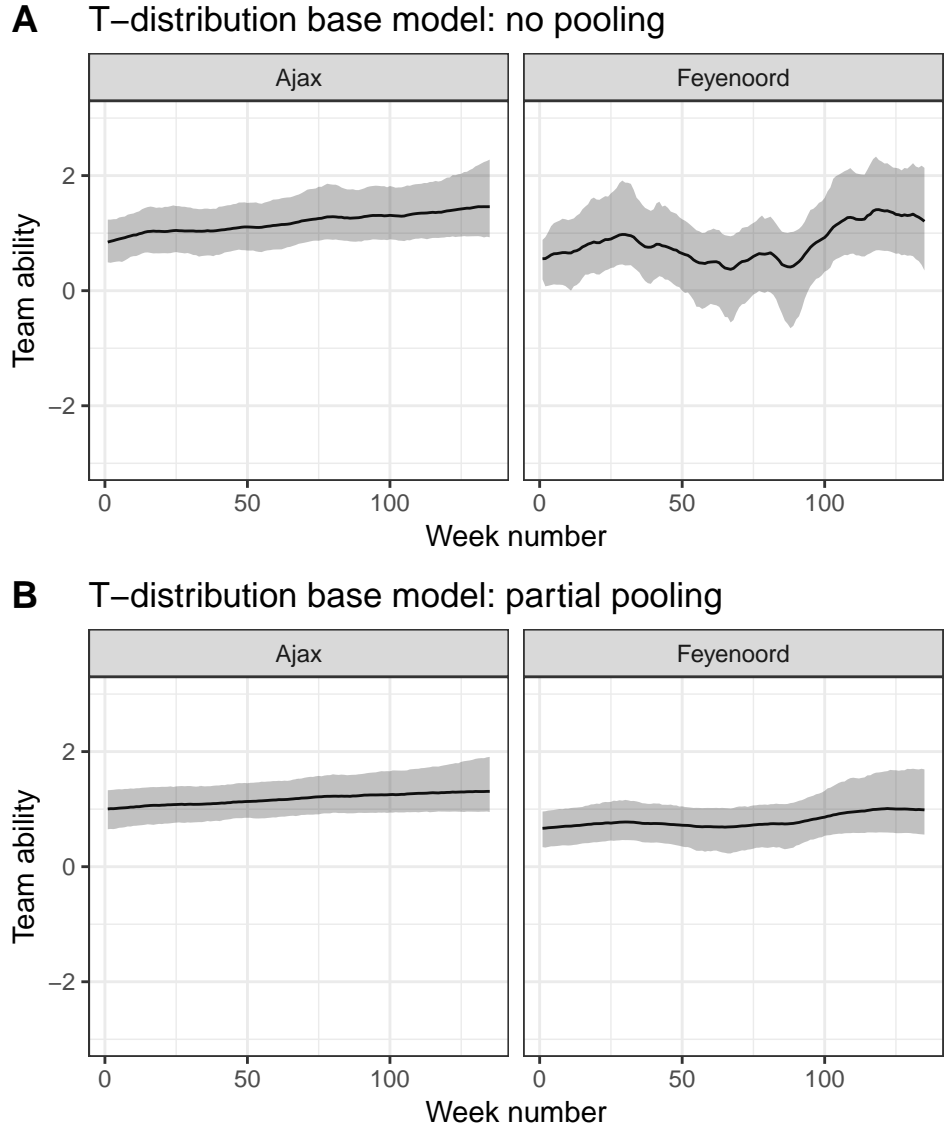 A T−distribution base model: no pooling
Ajax Feyenoord
2
0
−2
Team ability
0 50 100 0 50 100
Week number
B T−distribution base model: partial pooling
Ajax Feyenoord
2
0
−2
Team ability
0 50 100 0 50 100
Week number